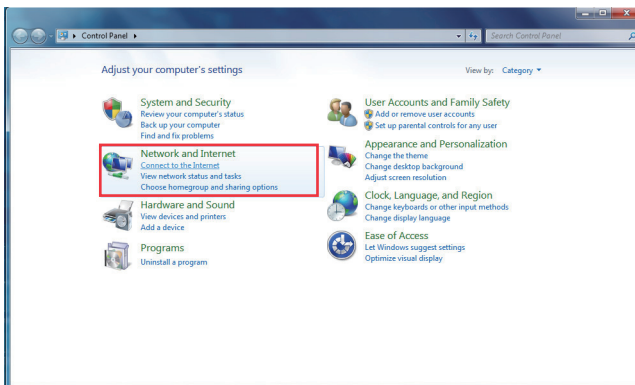 Control Panel
Search Control Panel
Adjust your computer's settings
View by: Category
System and Security
Review your computer's status
Back up your computer
Find and fix problems
Network and Internet
Connect to the Internet
View network status and tasks
Choose homegroup and sharing options
Hardware and Sound
View devices and printers
Add a device
Programs
Uninstall a program
User Accounts and Family Safety
Add or remove user accounts
Set up parental controls for any user
Appearance and Personalization
Change the theme
Change desktop background
Adjust screen resolution
Clock, Language, and Region
Change keyboards or other input methods
Change display language
Ease of Access
Let Windows suggest settings
Optimize visual display